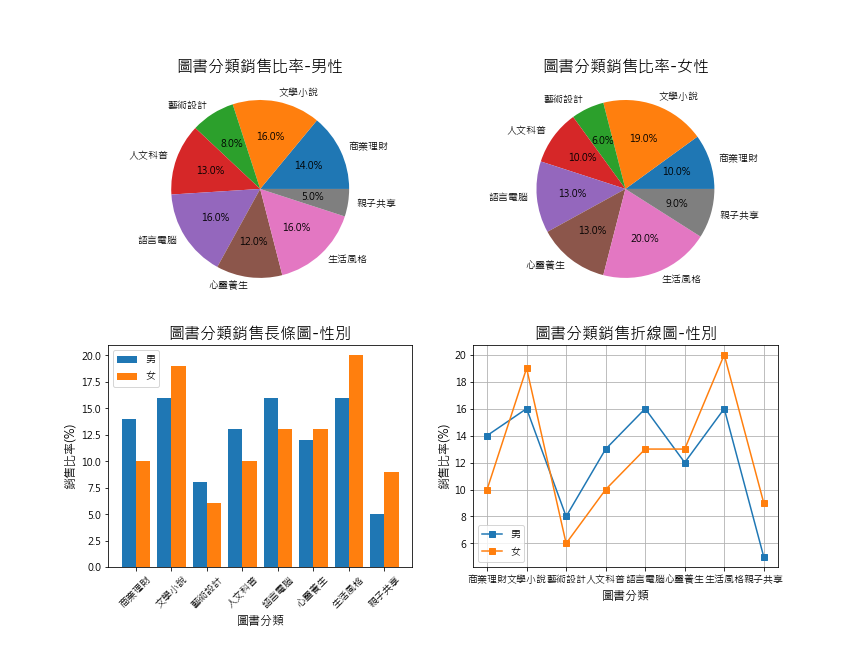 圖書分類銷售比率-男性
文學小說
藝術設計
商業理財
人文科普
語言電腦
心靈養生
生活風格
親子共享
16.0%
8.0%
14.0%
13.0%
5.0%
16.0%
16.0%
12.0%
圖書分類銷售比率-女性
文學小說
藝術設計
人文科普
商業理財
語言電腦
親子共享
心靈養生
生活風格
19.0%
6.0%
10.0%
10.0%
13.0%
9.0%
13.0%
20.0%
圖書分類銷售長條圖-性別
男
女
20.0
17.5
15.0
12.5
10.0
7.5
5.0
2.5
0.0
銷售比率(%)
商業理財
文學小說
藝術設計
人文科普
語言電腦
心靈養生
生活風格
親子共享
圖書分類
圖書分類銷售折線圖-性別
20
18
16
14
12
10
8
6
銷售比率(%)
男
女
商業理財 文學小說 藝術設計 人文科普 語言電腦 心靈養生 生活風格 親子共享
圖書分類